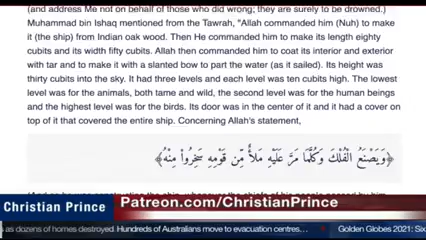 (and address Me not on behalf of those who did wrong; they are surely to be drowned.)
Muhammad bin Ishaq mentioned from the Tawrah, "Allah commanded him (Nuh) to make
it (the ship) from Indian oak wood. Then He commanded him to make its length eighty
cubits and its width fifty cubits. Allah then commanded him to coat its interior and exterior
with tar and to make it with a slanted bow to part the water (as it sailed). Its height was
thirty cubits into the sky. It had three levels and each level was ten cubits high. The lowest
level was for the animals, both tame and wild, the second level was for the human beings
and the highest level was for the birds. Its door was in the center of it and it had a cover on
top of it that covered the entire ship. Concerning Allah's statement,
﴿وَيَصْنَعُ الْفُلْكَ وَكُلَّمَا مَرَّ عَلَيْهِ مَلأٌ مِّن قَوْمِهِ سَخِرُواْ مِنْهُ﴾
Christian Prince
Patreon.com/ChristianPrince
as dozens of homes destroyed. Hundreds of Australians move to evacuation centres...
Golden Globes 2021: Six